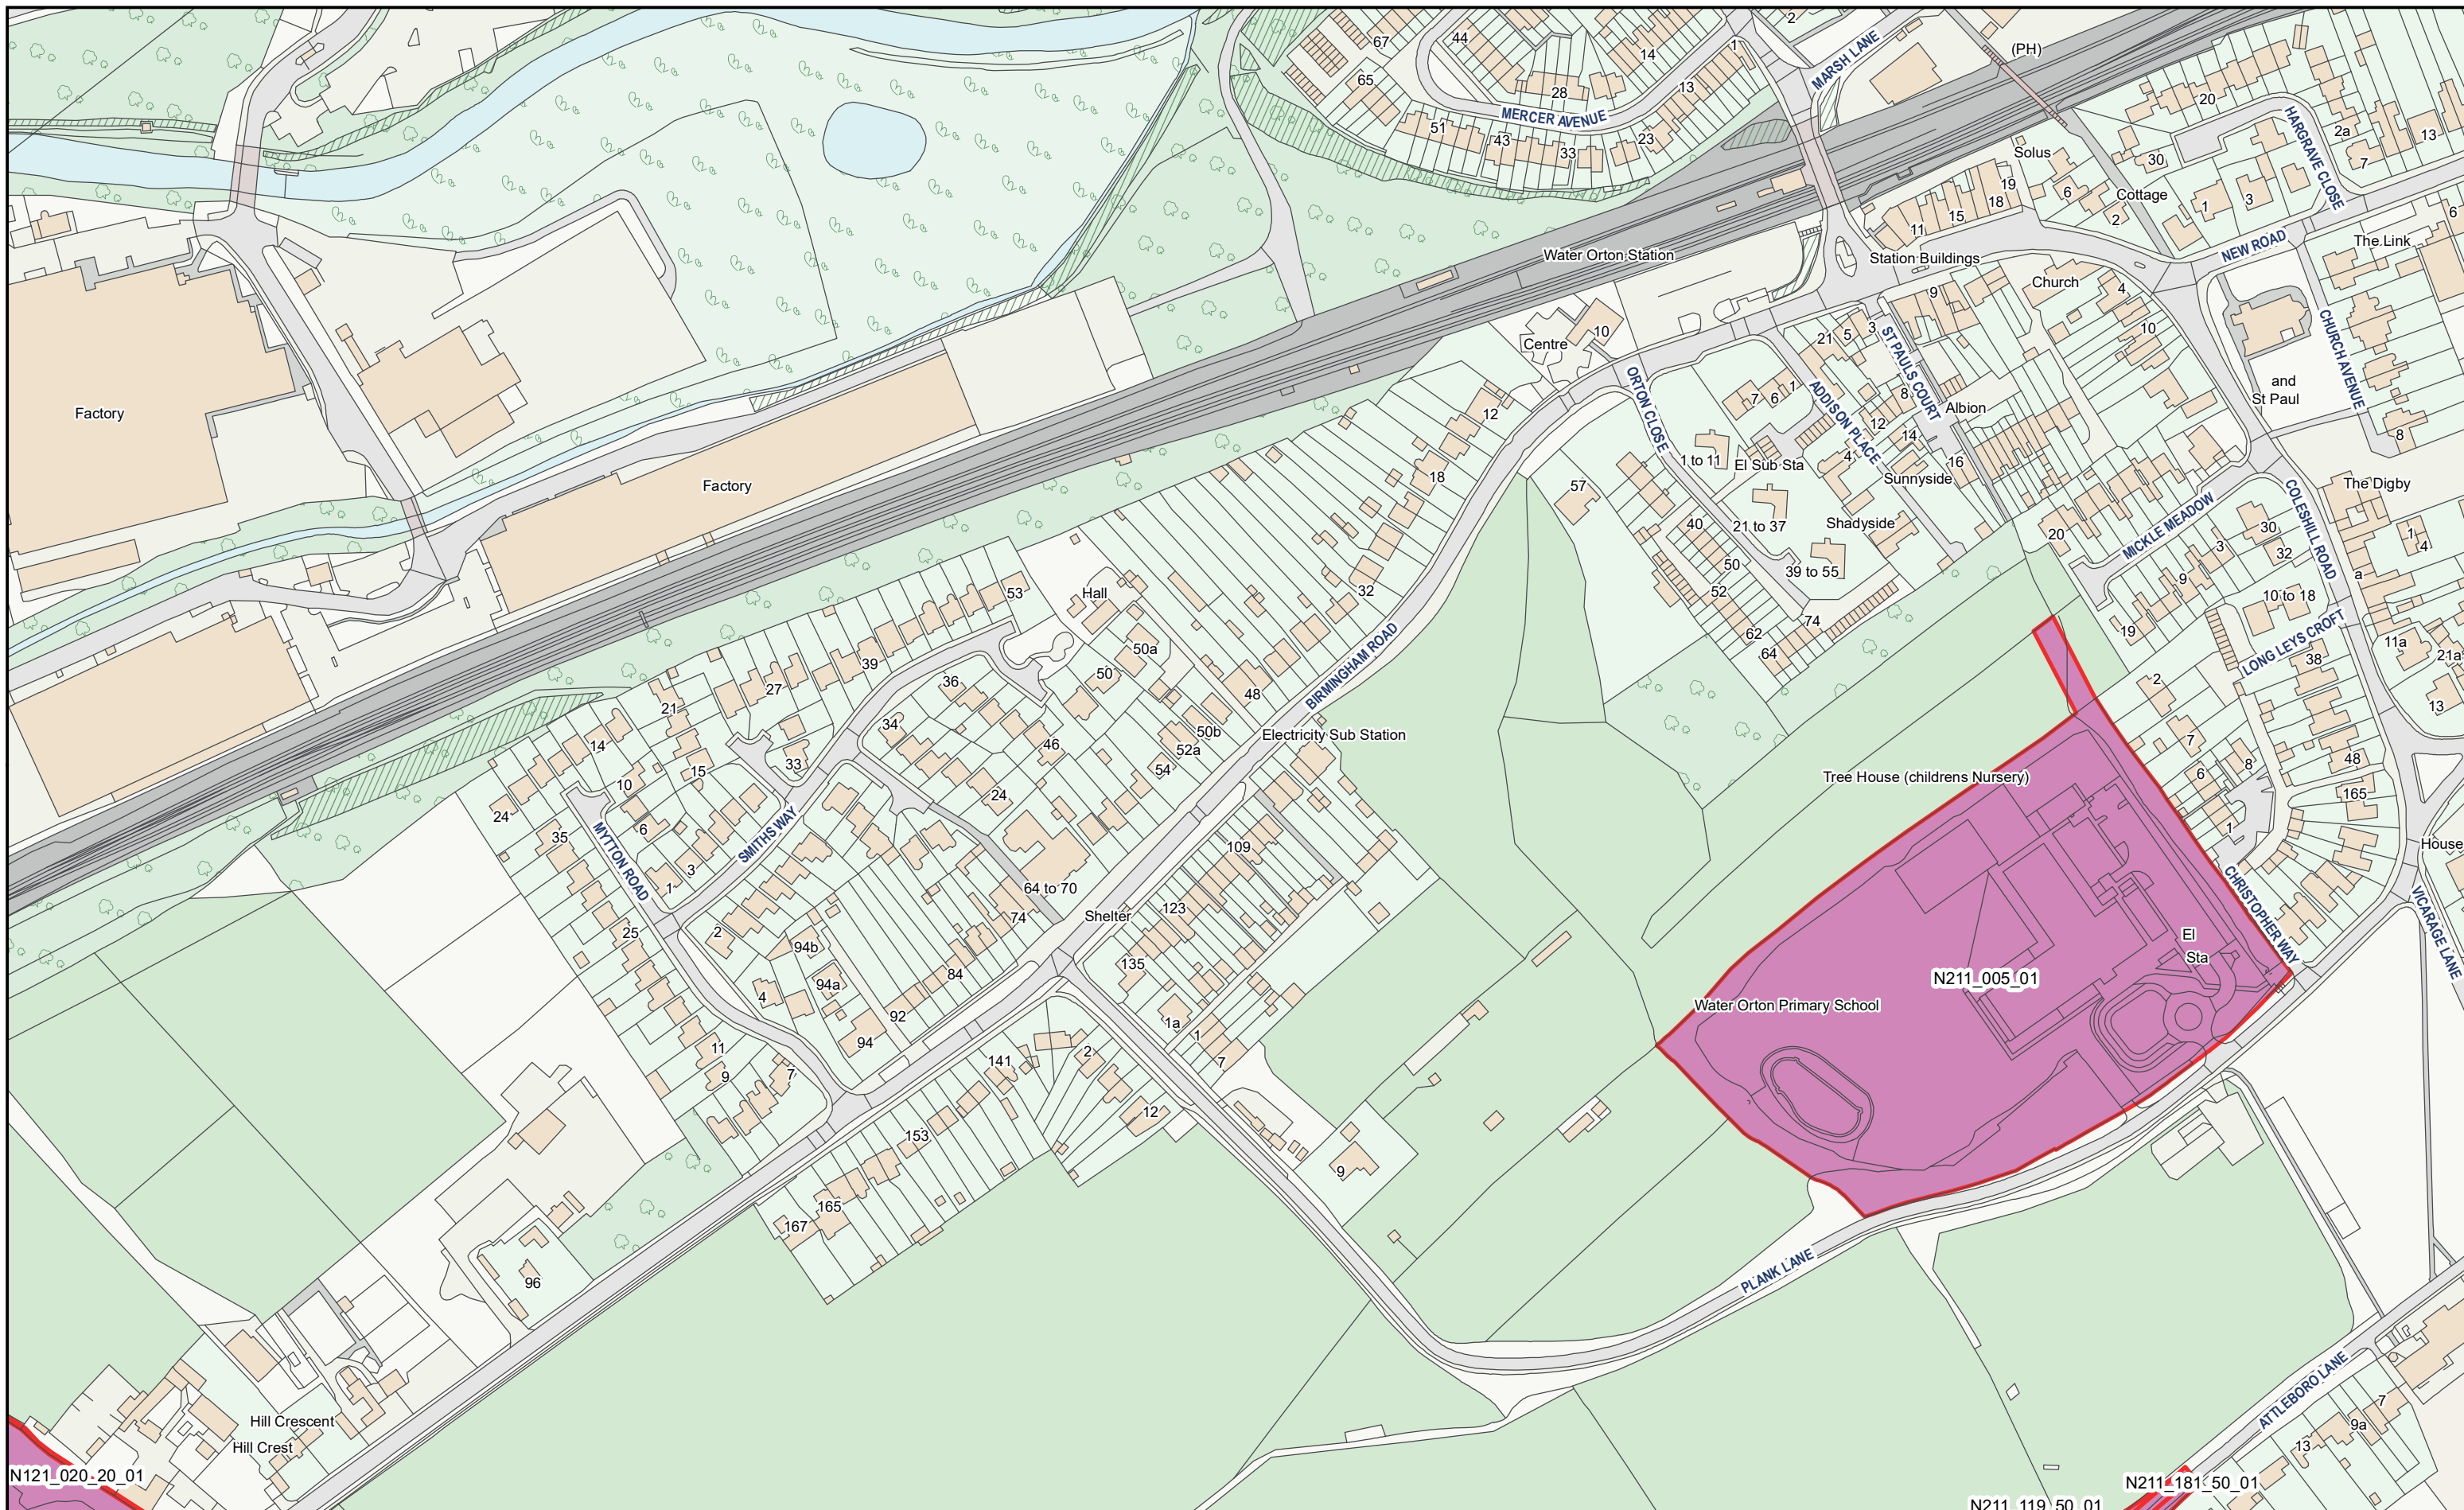 67
44
14
1
2
MARSH LANE
(PH)
65
28
13
MERCER AVENUE
51
43
33
23
20
HARGRAVE CLOSE
2a
13
7
30
Solus
19
6
Cottage
2
18
15
11
1
3
6
Water Orton Station
Station Buildings
NEW ROAD
The Link
Church
4
9
10
CHURCH AVENUE
Centre
10
21
5
3
ST PAULS COURT
and
St Paul
ORTON CLOSE
7
6
1
ADDISON PLACE
8
Albion
12
14
16
8
Factory
12
18
1 to 11
El Sub Sta
4
Sunnyside
The Digby
Factory
57
40
21 to 37
Shadyside
20
MICKLE MEADOW
COLESHILL ROAD
30
32
3
1
4
9
a
50
39 to 55
52
32
53
Hall
62
64
74
19
10 to 18
LONG LEYS CROFT
11a
21a
38
2
13
BIRMINGHAM ROAD
50a
50
39
36
27
21
48
34
50b
52a
46
54
Electricity Sub Station
14
15
33
10
24
24
6
35
MYTTON ROAD
SMITHS WAY
3
1
7
8
6
48
165
1
House
Tree House (childrens Nursery)
109
64 to 70
74
123
Shelter
CHRISTOPHER WAY
VICARAGE LANE
25
2
94b
94a
84
4
92
94
135
1a
1
7
El
Sta
N211_005_01
Water Orton Primary School
11
9
7
141
2
12
153
9
165
167
96
PLANK LANE
Hill Crescent
Hill Crest
ATTLEBORO LANE
7
9a
13
N121_020_20_01
N211_181_50_01
N211_119_50_01